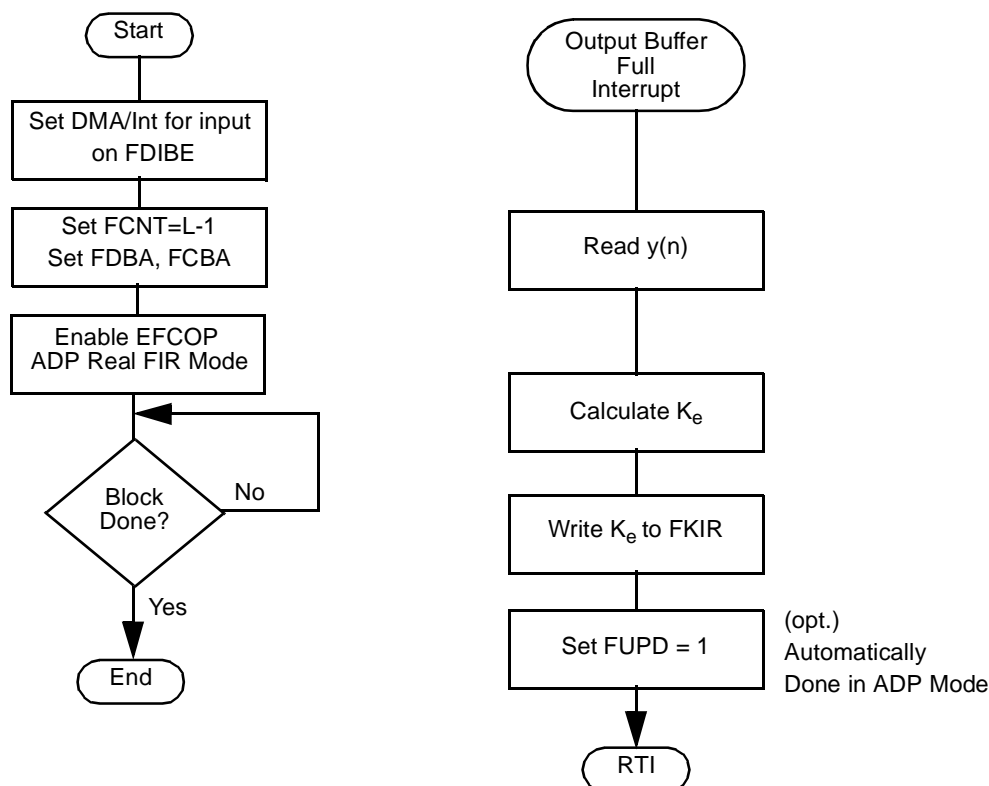 Start
Set DMA/Int for input
on FDIBE
Set FCNT=L-1
Set FDBA, FCBA
Enable EFCOP
ADP Real FIR Mode
Block
Done?
No
Yes
End
Output Buffer
Full
Interrupt
Read y(n)
Calculate Ke
Write Ke to FKIR
Set FUPD = 1
(opt.)
Automatically
Done in ADP Mode
RTI